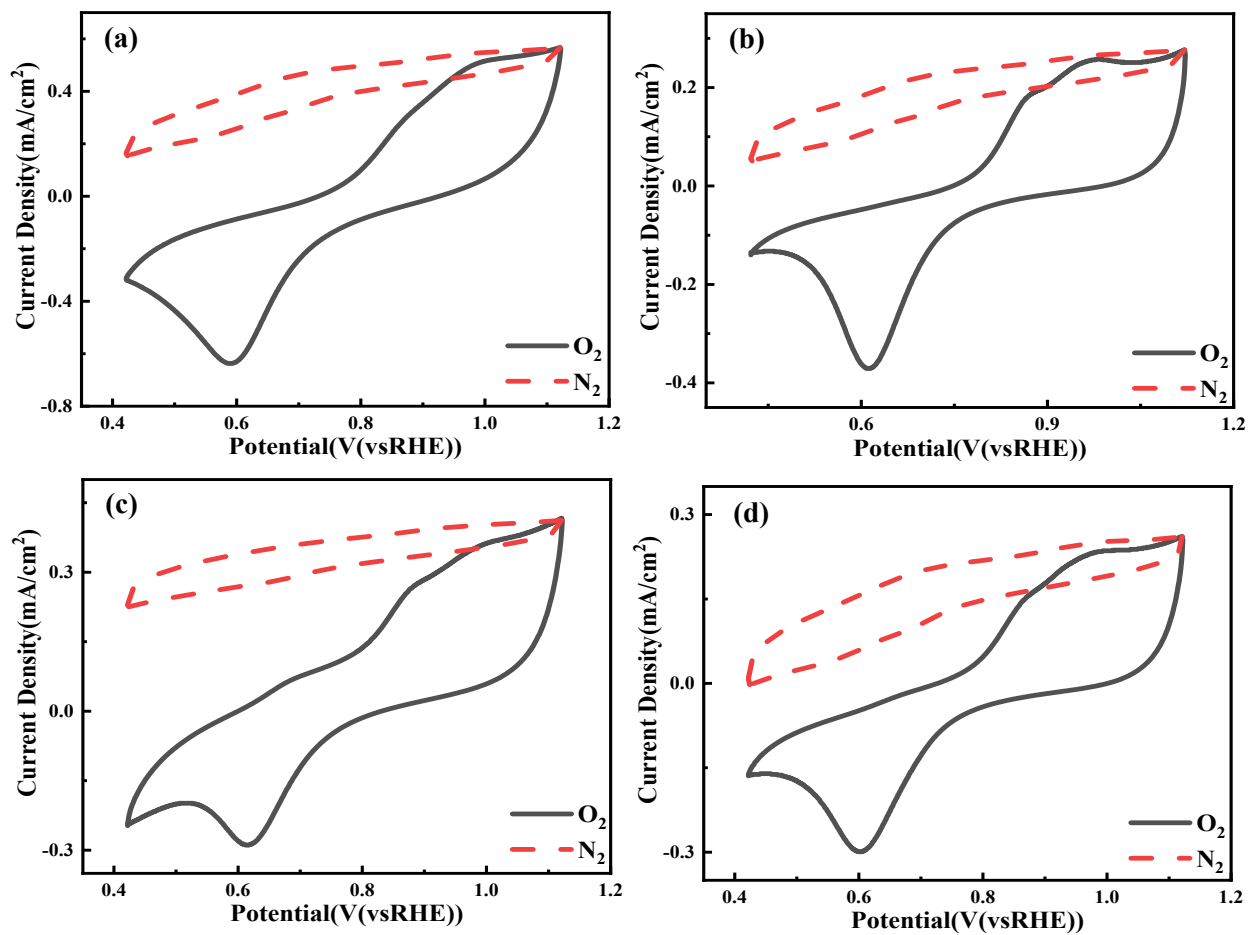 (a)
Current Density(mA/cm²)
0.4
0.0
-0.4
-0.8
O₂
N₂
0.4 0.6 0.8 1.0 1.2
Potential(V(vsRHE))
(b)
Current Density(mA/cm²)
0.2
0.0
-0.2
-0.4
O₂
N₂
0.6 0.9 1.2
Potential(V(vsRHE))
(c)
Current Density(mA/cm²)
0.3
0.0
-0.3
O₂
N₂
0.4 0.6 0.8 1.0 1.2
Potential(V(vsRHE))
(d)
Current Density(mA/cm²)
0.3
0.0
-0.3
O₂
N₂
0.4 0.6 0.8 1.0 1.2
Potential(V(vsRHE))